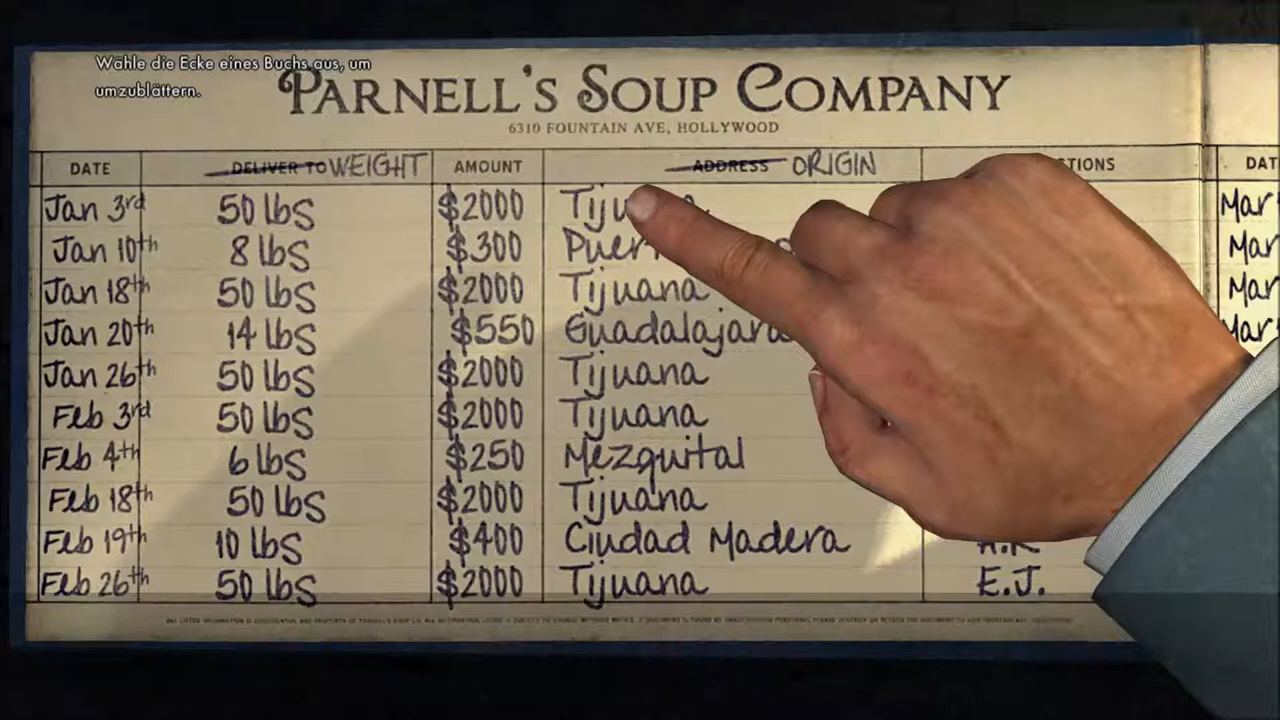 Wähle die Ecke eines Buchs aus, um
umzublättern.
PARNELL'S SOUP COMPANY
6310 FOUNTAIN AVE, HOLLYWOOD
DATE DELIVER TO WEIGHT AMOUNT ADDRESS ORIGIN
Jan 3rd 50 lbs $2000
Jan 10th 8 lbs $300
Jan 18th 50 lbs $2000 Tijuana
Jan 20th 14 lbs $550 Guadalajara
Jan 26th 50 lbs $2000 Tijuana
Feb 3rd 50 lbs $2000 Tijuana
Feb 4th 6 lbs $250 Mezquital
Feb 18th 50 lbs $2000 Tijuana
Feb 19th 10 lbs $400 Ciudad Madera
Feb 26th 50 lbs $2000 Tijuana E.J.
Mar
Mar
Mar
Mar